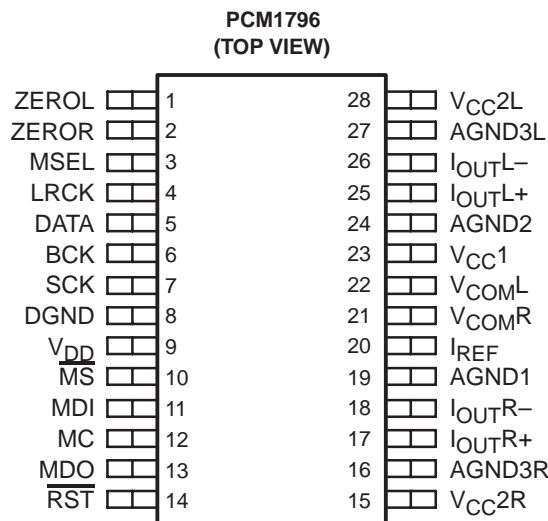 PCM1796
(TOP VIEW)
ZEROL 1 28 VCC2L
ZEROR 2 27 AGND3L
MSEL 3 26 IOUTL–
LRCK 4 25 IOUTL+
DATA 5 24 AGND2
BCK 6 23 VCC1
SCK 7 22 VCOML
DGND 8 21 VCOMR
VDD 9 20 IREF
M̅S̅ 10 19 AGND1
MDI 11 18 IOUTR–
MC 12 17 IOUTR+
MDO 13 16 AGND3R
R̅S̅T̅ 14 15 VCC2R